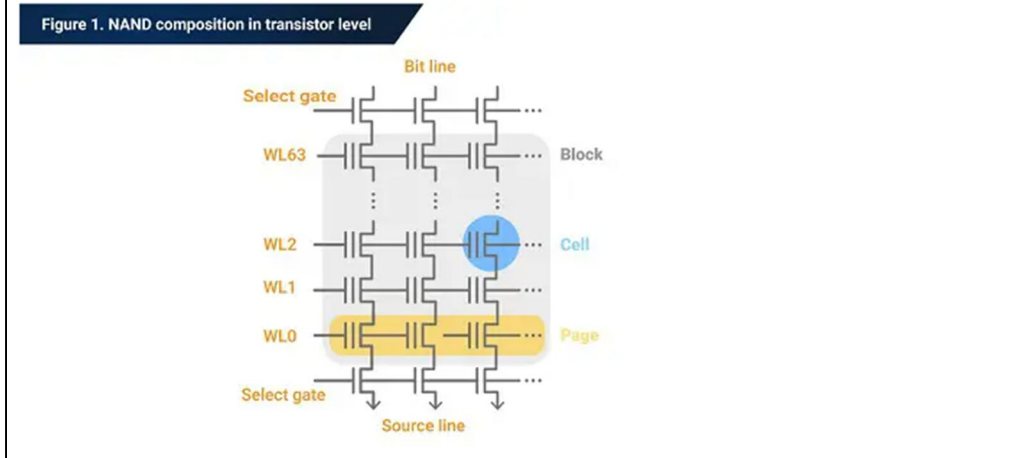 Figure 1. NAND composition in transistor level
Bit line
Select gate
WL63
Block
WL2
Cell
WL1
WL0
Page
Select gate
Source line